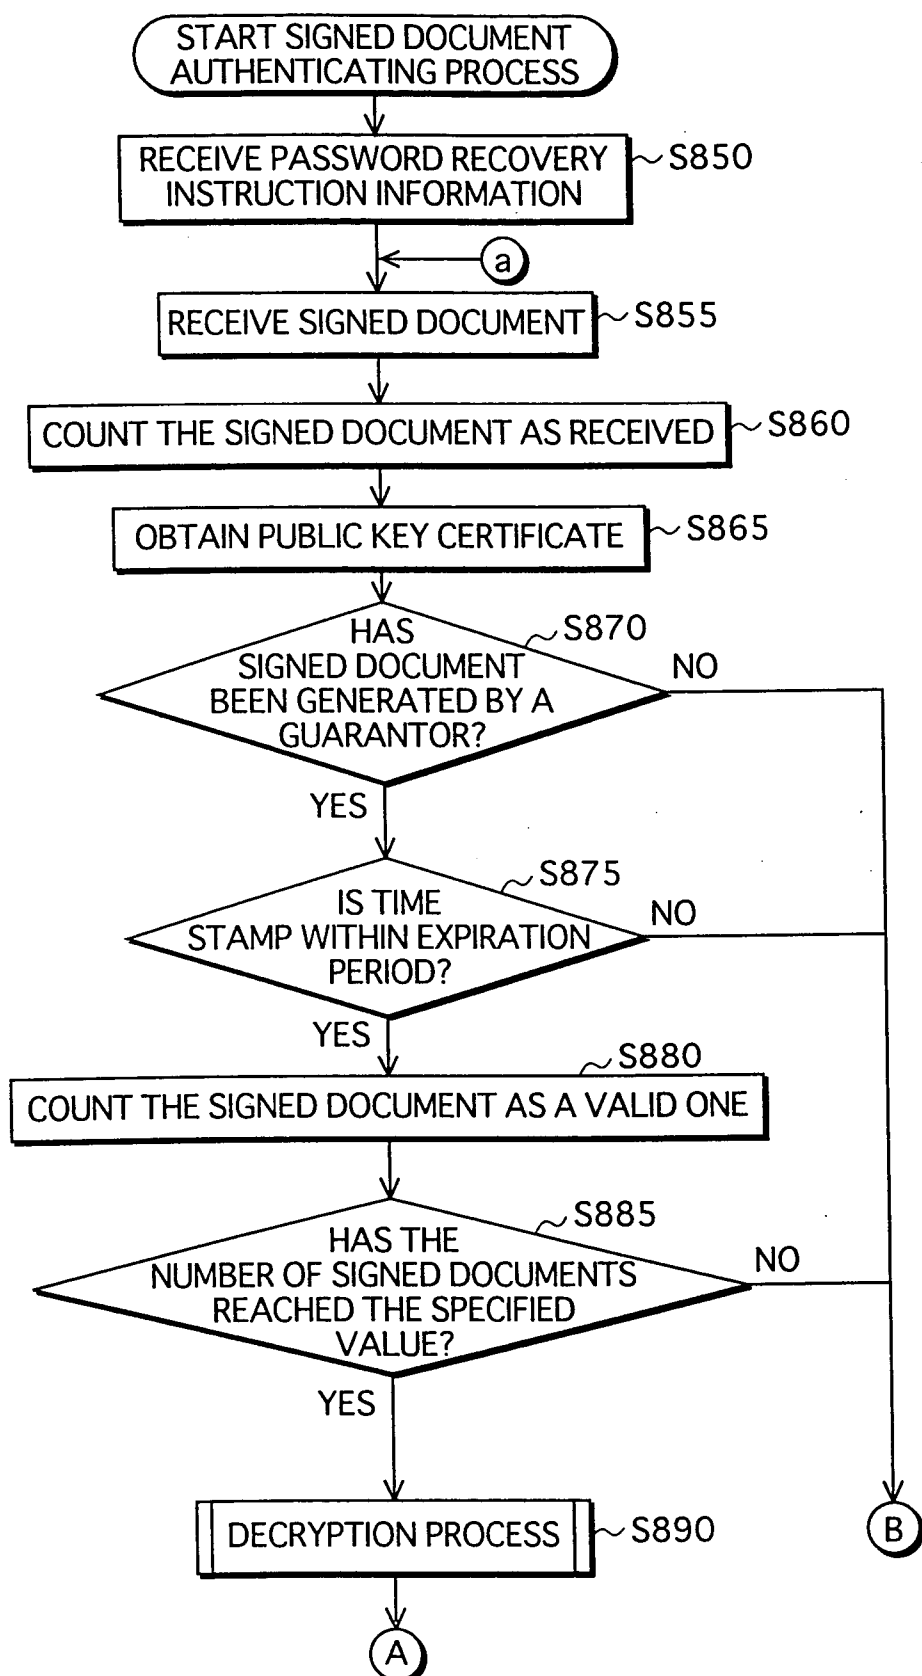 START SIGNED DOCUMENT
AUTHENTICATING PROCESS
RECEIVE PASSWORD RECOVERY
INSTRUCTION INFORMATION
S850
a
RECEIVE SIGNED DOCUMENT
S855
COUNT THE SIGNED DOCUMENT AS RECEIVED
S860
OBTAIN PUBLIC KEY CERTIFICATE
S865
S870
HAS
SIGNED DOCUMENT
BEEN GENERATED BY A
GUARANTOR?
NO
YES
S875
IS TIME
STAMP WITHIN EXPIRATION
PERIOD?
NO
YES
S880
COUNT THE SIGNED DOCUMENT AS A VALID ONE
S885
HAS THE
NUMBER OF SIGNED DOCUMENTS
REACHED THE SPECIFIED
VALUE?
NO
YES
DECRYPTION PROCESS
S890
B
A